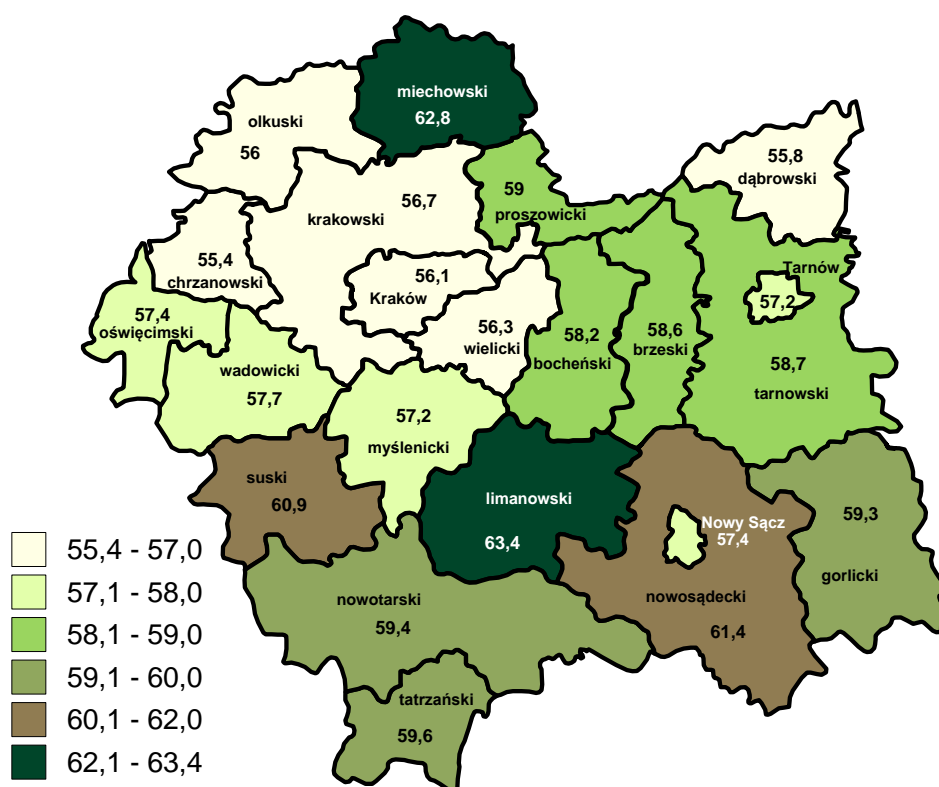 miechowski
62,8
olkuski
56
55,8
dąbrowski
59
proszowicki
56,7
krakowski
55,4
chrzanowski
56,1
Kraków
Tarnów
57,2
57,4
oświęcimski
56,3
wielicki
58,2
bocheński
58,6
brzeski
58,7
tarnowski
wadowicki
57,7
57,2
myślenicki
suski
60,9
limanowski
63,4
Nowy Sącz
57,4
59,3
gorlicki
nowosądecki
61,4
nowotarski
59,4
tatrzański
59,6
55,4 - 57,0
57,1 - 58,0
58,1 - 59,0
59,1 - 60,0
60,1 - 62,0
62,1 - 63,4